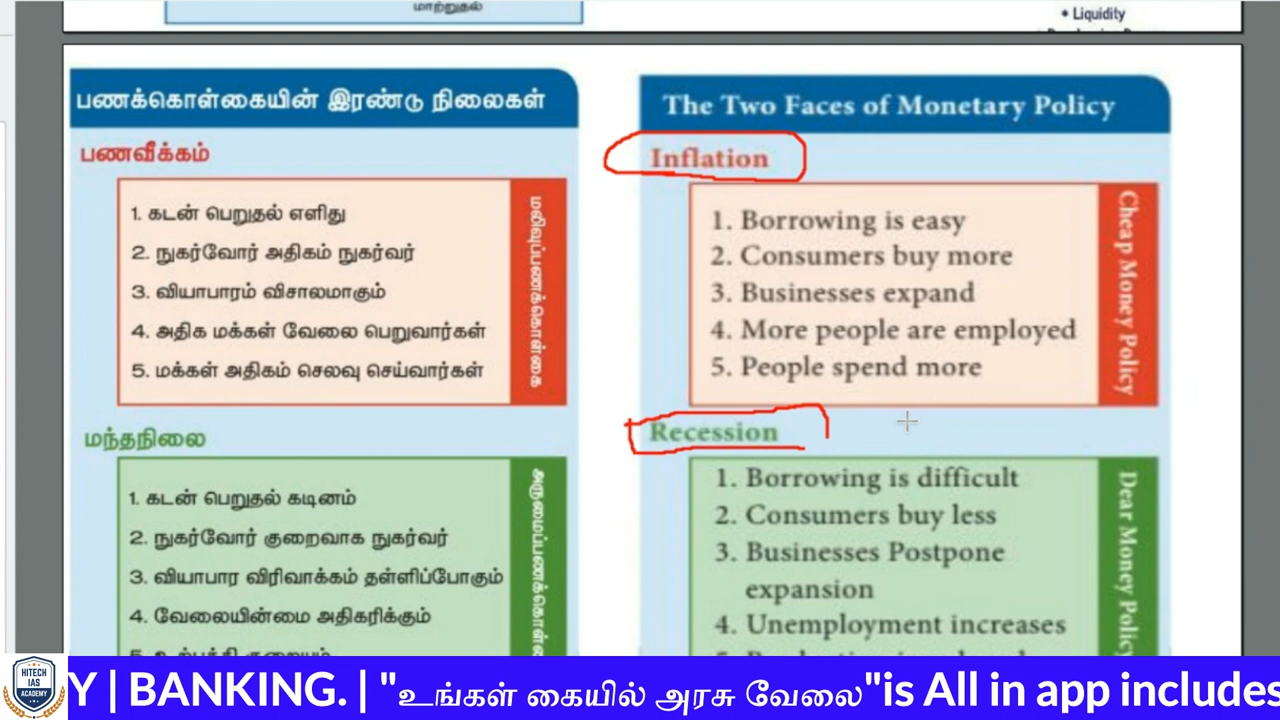 மாற்றுதல்
• Liquidity
பணக்கொள்கையின் இரண்டு நிலைகள்
பணவீக்கம்
1. கடன் பெறுதல் எளிது
2. நுகர்வோர் அதிகம் நுகர்வர்
3. வியாபாரம் விசாலமாகும்
4. அதிக மக்கள் வேலை பெறுவார்கள்
5. மக்கள் அதிகம் செலவு செய்வார்கள்
மலிவுப்பணக்கொள்கை
மந்தநிலை
1. கடன் பெறுதல் கடினம்
2. நுகர்வோர் குறைவாக நுகர்வர்
3. வியாபார விரிவாக்கம் தள்ளிப்போகும்
4. வேலையின்மை அதிகரிக்கும்
The Two Faces of Monetary Policy
Inflation
1. Borrowing is easy
2. Consumers buy more
3. Businesses expand
4. More people are employed
5. People spend more
Cheap Money Policy
Recession
1. Borrowing is difficult
2. Consumers buy less
3. Businesses Postpone
expansion
4. Unemployment increases
Dear Money Policy
HITECH
IAS
ACADEMY
Y | BANKING. | "உங்கள் கையில் அரசு வேலை"is All in app includes